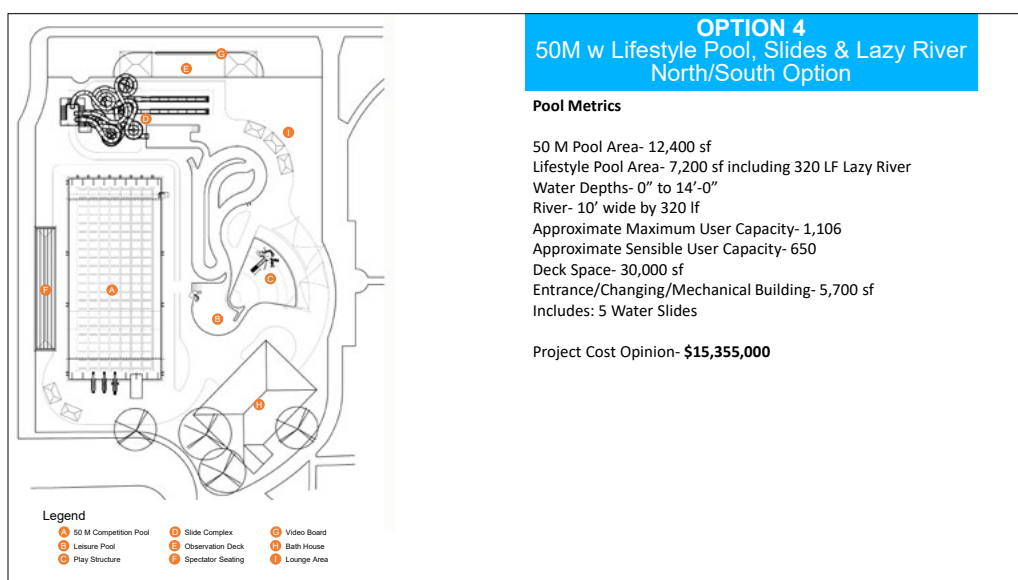 OPTION 4
50M w Lifestyle Pool, Slides & Lazy River
North/South Option
Pool Metrics
50 M Pool Area- 12,400 sf
Lifestyle Pool Area- 7,200 sf including 320 LF Lazy River
Water Depths- 0” to 14’-0”
River- 10’ wide by 320 lf
Approximate Maximum User Capacity- 1,106
Approximate Sensible User Capacity- 650
Deck Space- 30,000 sf
Entrance/Changing/Mechanical Building- 5,700 sf
Includes: 5 Water Slides
Project Cost Opinion- $15,355,000
G
E
D
I
C
F
A
B
H
Legend
A 50 M Competition Pool
B Leisure Pool
C Play Structure
D Slide Complex
E Observation Deck
F Spectator Seating
G Video Board
H Bath House
I Lounge Area